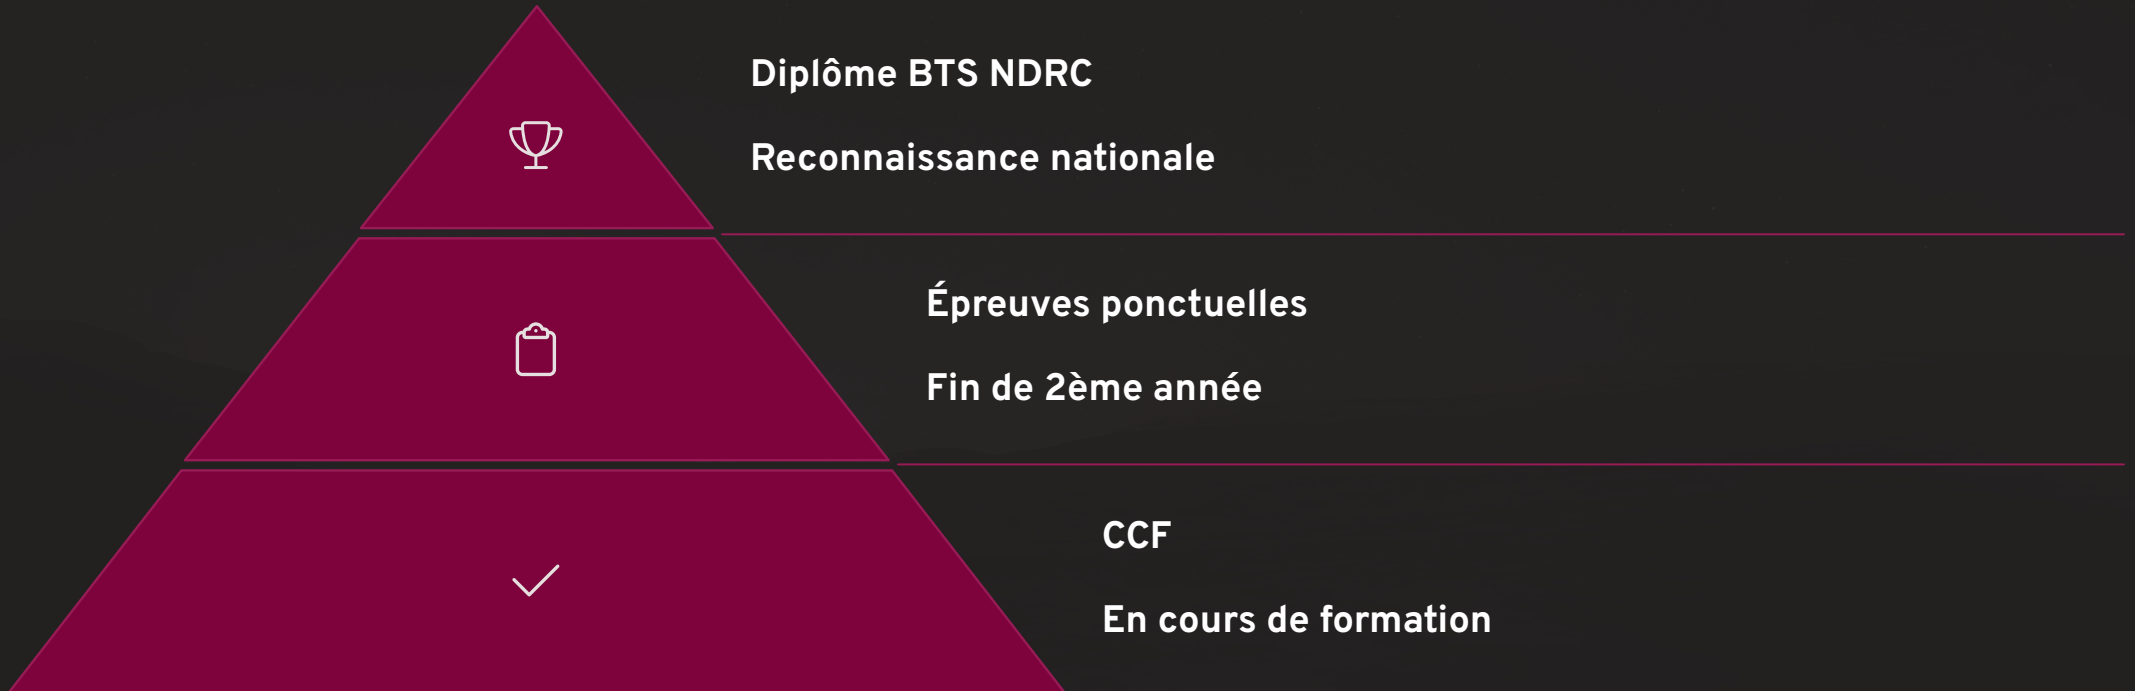 Diplôme BTS NDRC
Reconnaissance nationale
Épreuves ponctuelles
Fin de 2ème année
CCF
En cours de formation